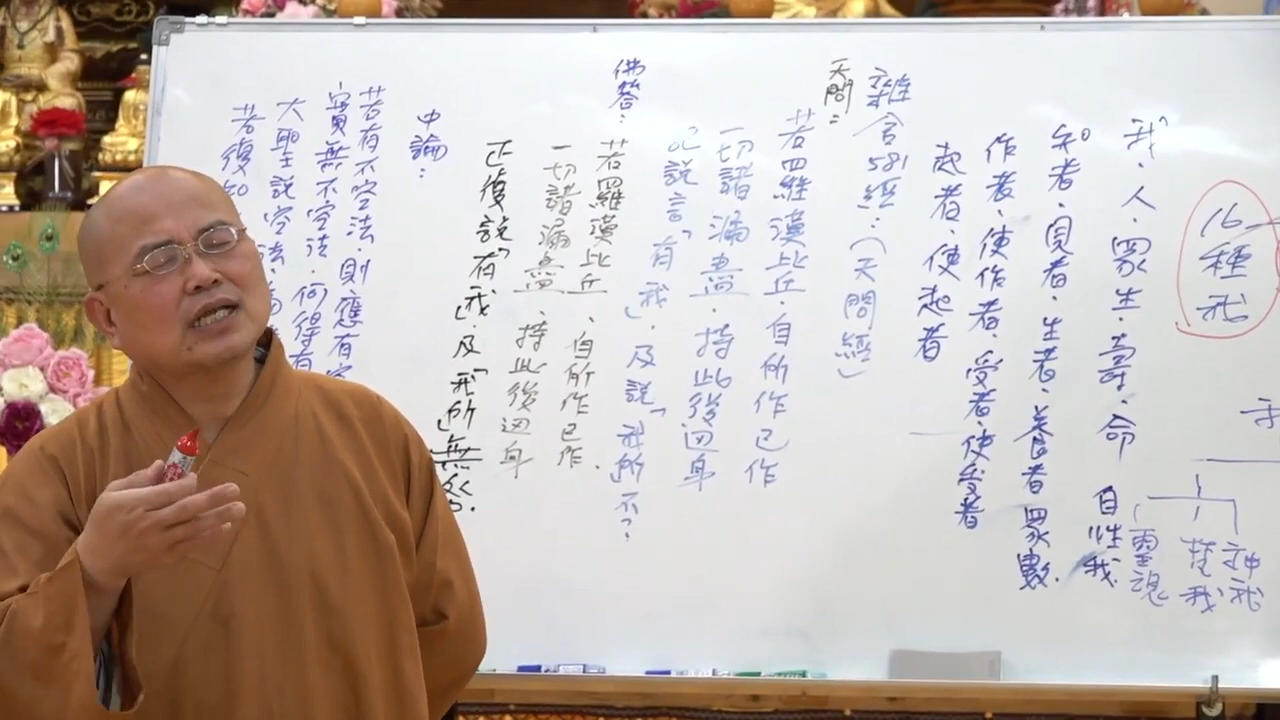 16種我
神我
梵我
靈魂
我、人、眾生、壽、命 自性我
知者、見者、生者、養者、眾數.
作者、使作者、受者、使受者
起者、使起者
雜含581經：(天問經)
天問：
若羅漢比丘、自所作已作
一切諸漏盡、持此後邊身
記說言「有我」、及說「我所」不？
佛答：
若羅漢比丘、自所作已作.
一切諸漏盡、持此後邊身
正復說「有我」、及「我所」無咎.
中論：
若有不空法、則應有空
實無不空法、何得有
大聖說空法、為
若復